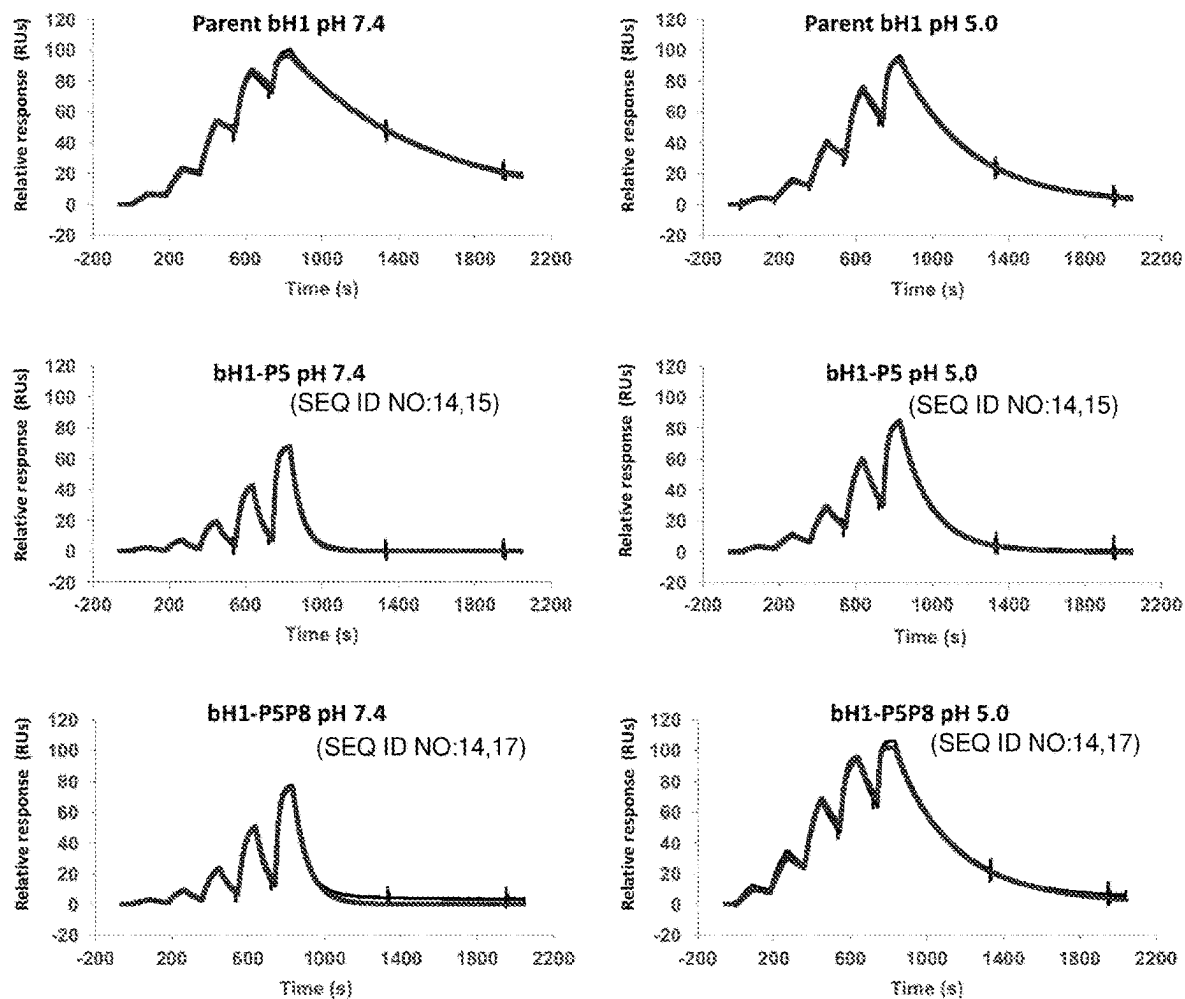 Parent bH1 pH 7.4
Relative response (RUs)
120
100
80
60
40
20
0
-20
-200 200 600 1000 1400 1800 2200
Time (s)
Parent bH1 pH 5.0
Relative response (RUs)
120
100
80
60
40
20
0
-20
-200 200 600 1000 1400 1800 2200
Time (s)
bH1-P5 pH 7.4
(SEQ ID NO:14,15)
Relative response (RUs)
120
100
80
60
40
20
0
-20
-200 200 600 1000 1400 1800 2200
Time (s)
bH1-P5 pH 5.0
(SEQ ID NO:14,15)
Relative response (RUs)
120
100
80
60
40
20
0
-20
-200 200 600 1000 1400 1800 2200
Time (s)
bH1-P5P8 pH 7.4
(SEQ ID NO:14,17)
Relative response (RUs)
120
100
80
60
40
20
0
-20
-200 200 600 1000 1400 1800 2200
Time (s)
bH1-P5P8 pH 5.0
(SEQ ID NO:14,17)
Relative response (RUs)
120
100
80
60
40
20
0
-20
-200 200 600 1000 1400 1800 2200
Time (s)